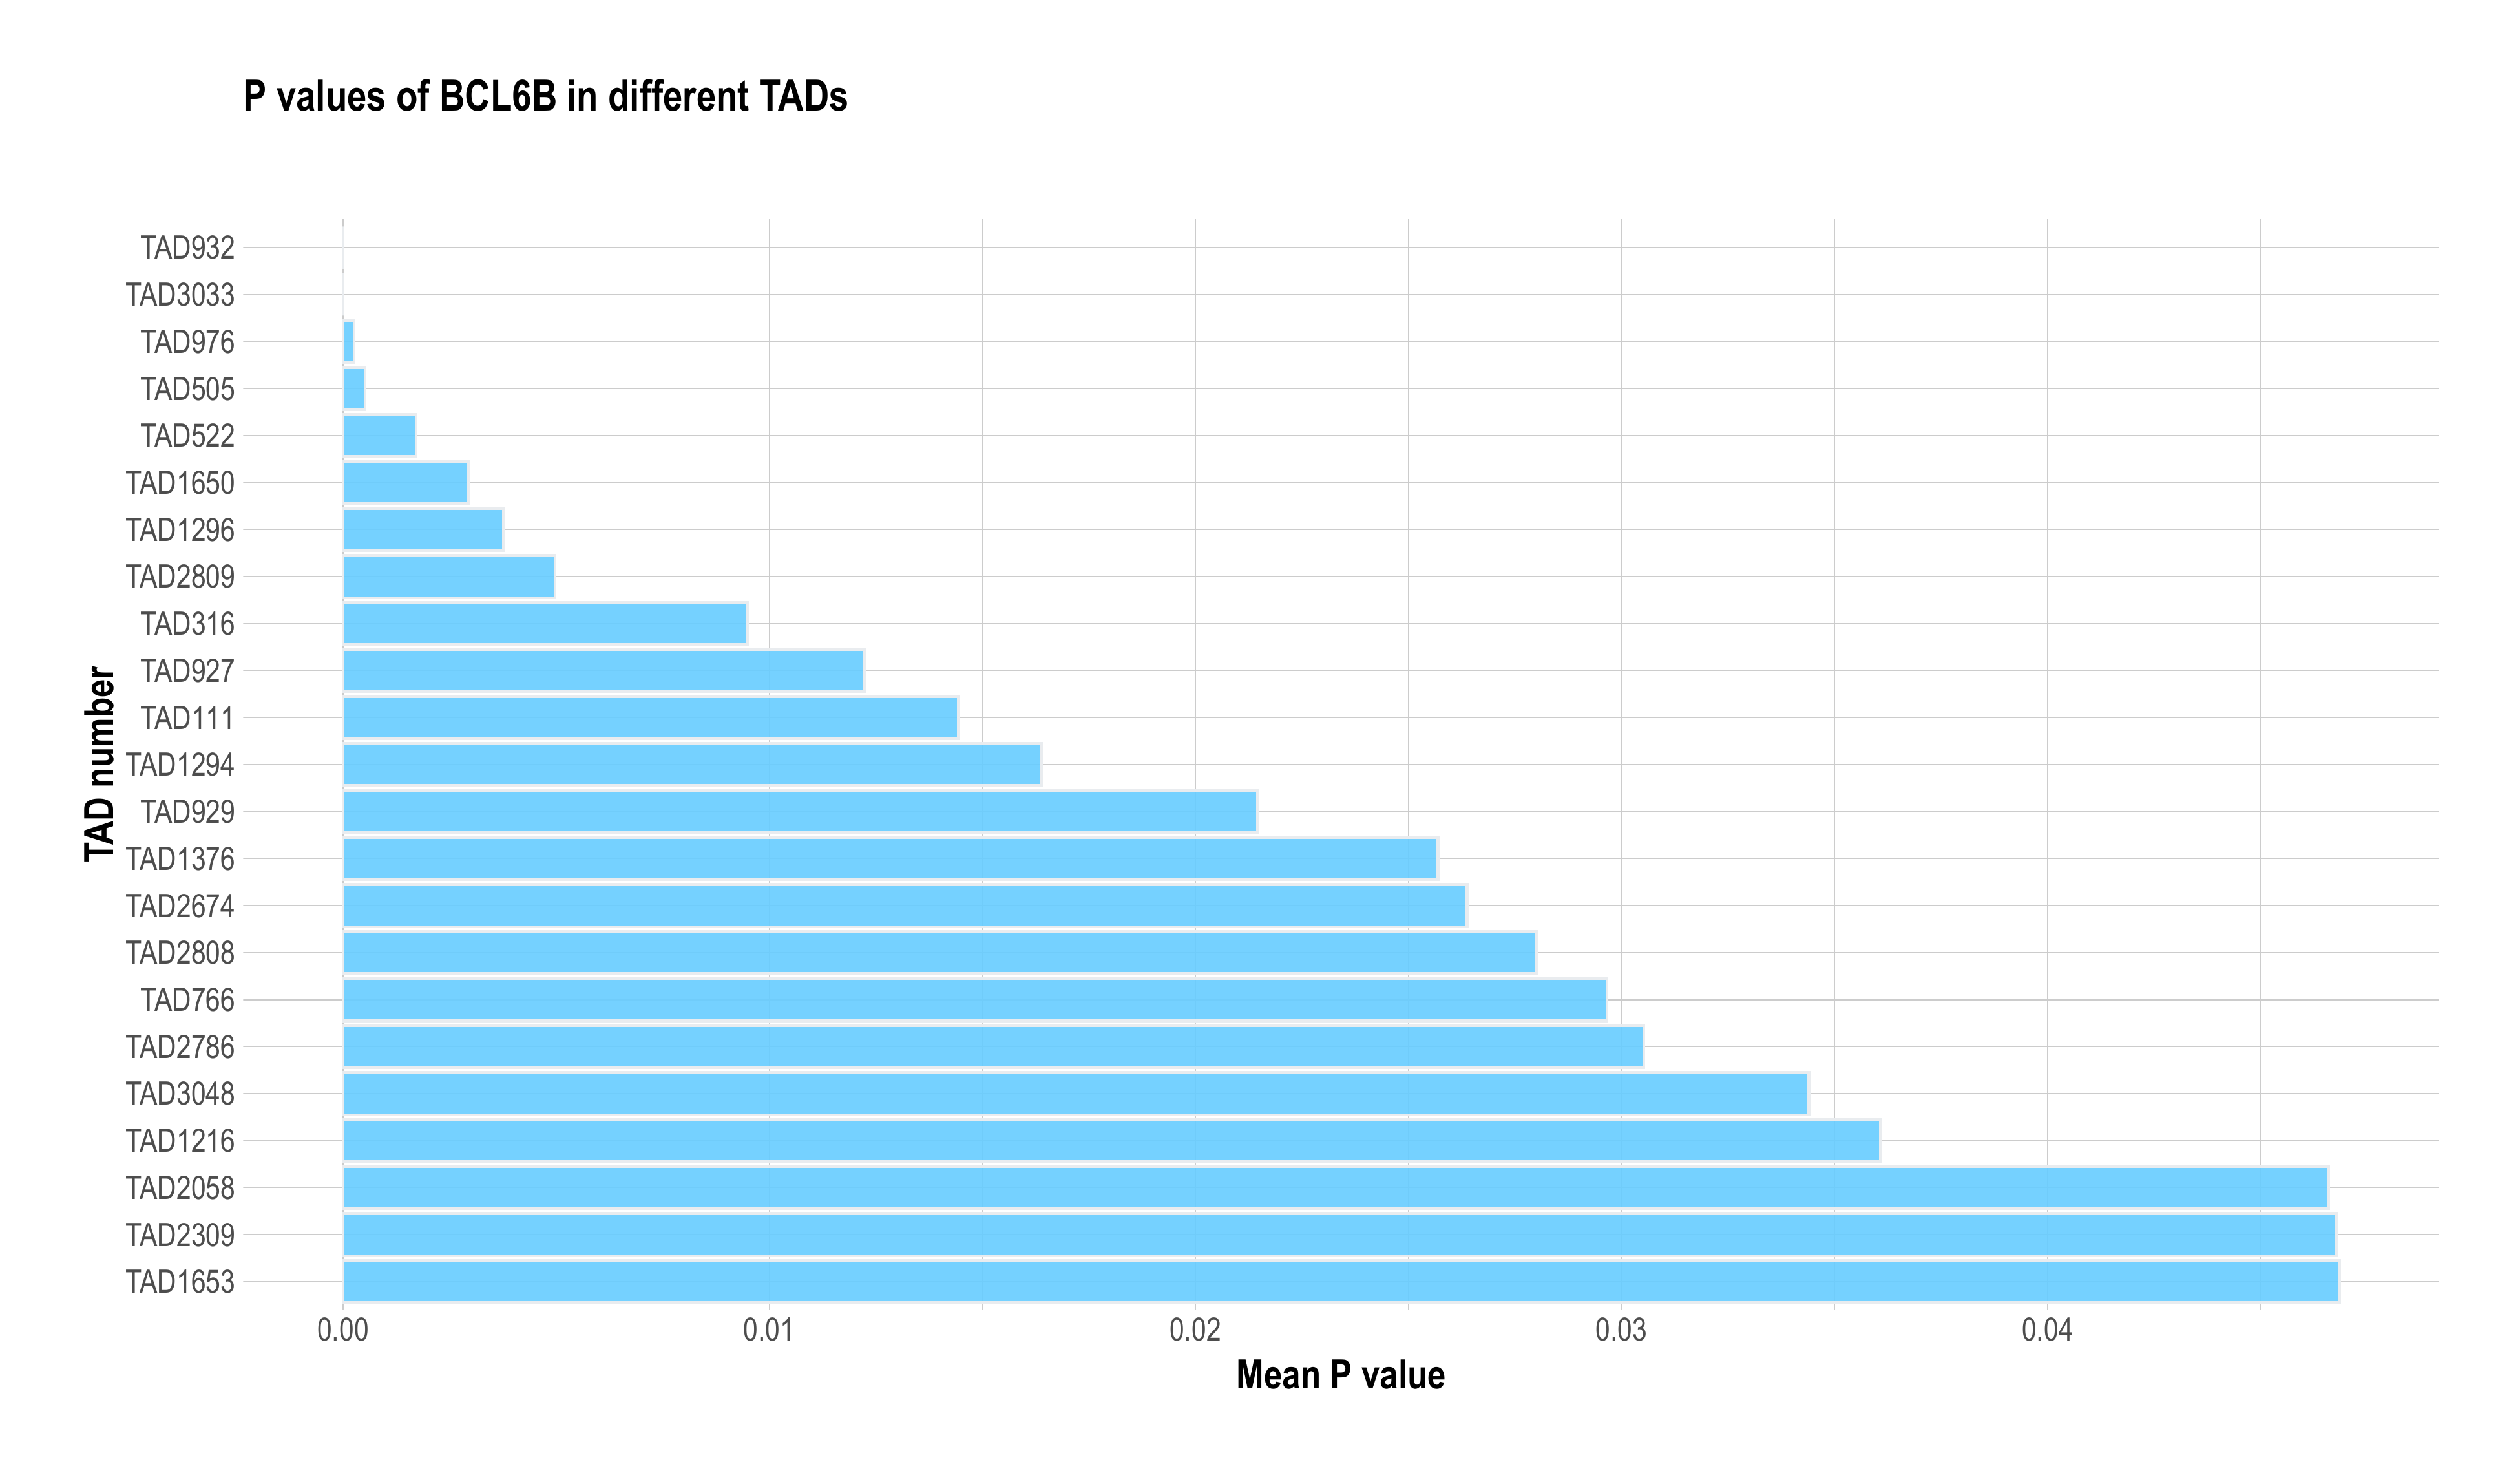 P values of BCL6B in different TADs
TAD number
TAD932
TAD3033
TAD976
TAD505
TAD522
TAD1650
TAD1296
TAD2809
TAD316
TAD927
TAD111
TAD1294
TAD929
TAD1376
TAD2674
TAD2808
TAD766
TAD2786
TAD3048
TAD1216
TAD2058
TAD2309
TAD1653
0.00 0.01 0.02 0.03 0.04
Mean P value